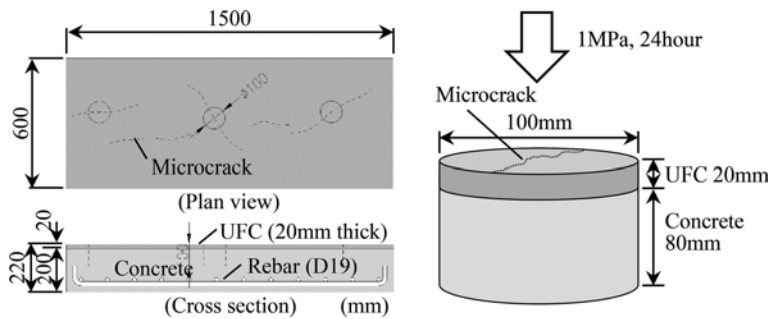 1500
600
ø100
Microcrack
(Plan view)
20
UFC (20mm thick)
220
200
Concrete
Rebar (D19)
(Cross section)
(mm)
1MPa, 24hour
Microcrack
100mm
UFC 20mm
Concrete
80mm